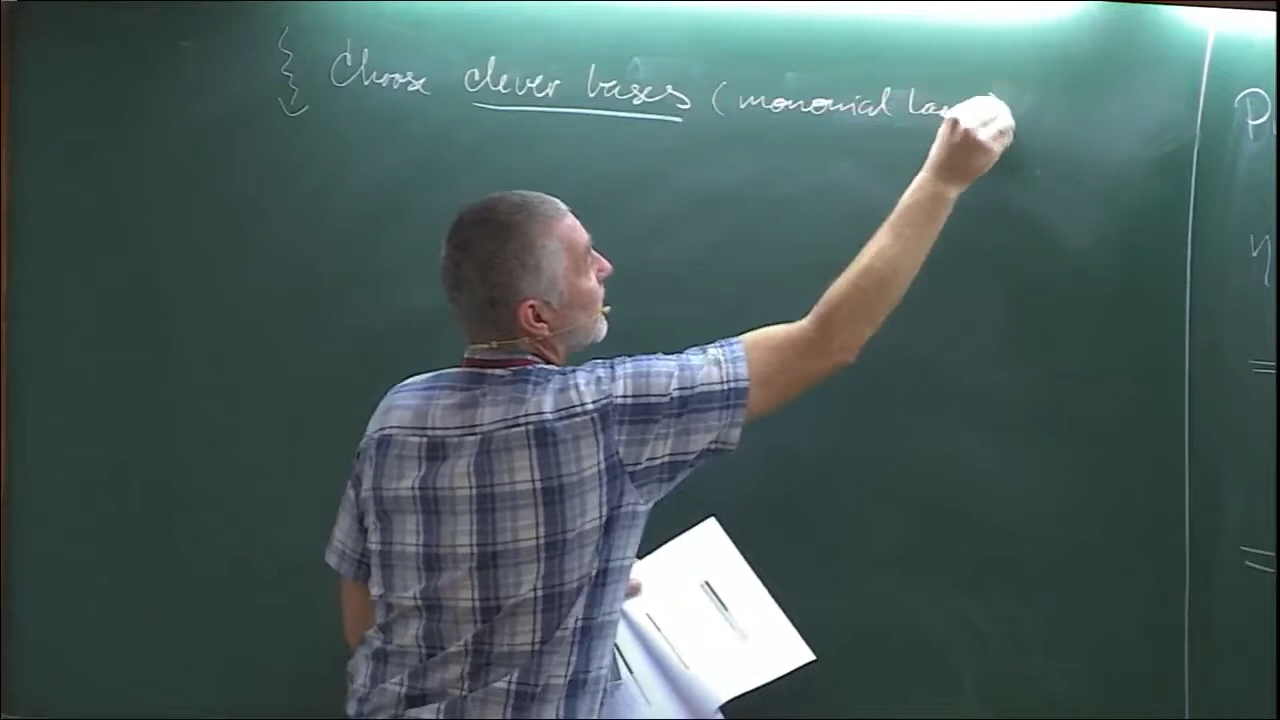 Choose clever bases (monomial
P
η
=
=